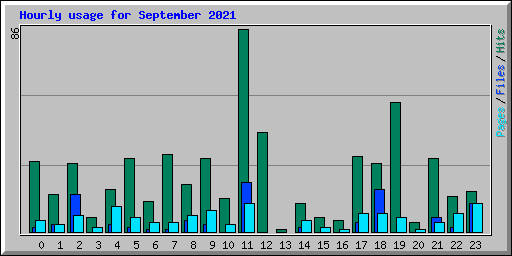 Hourly usage for September 2021
86
Pages/Files/Hits
0 1 2 3 4 5 6 7 8 9 10 11 12 13 14 15 16 17 18 19 20 21 22 23